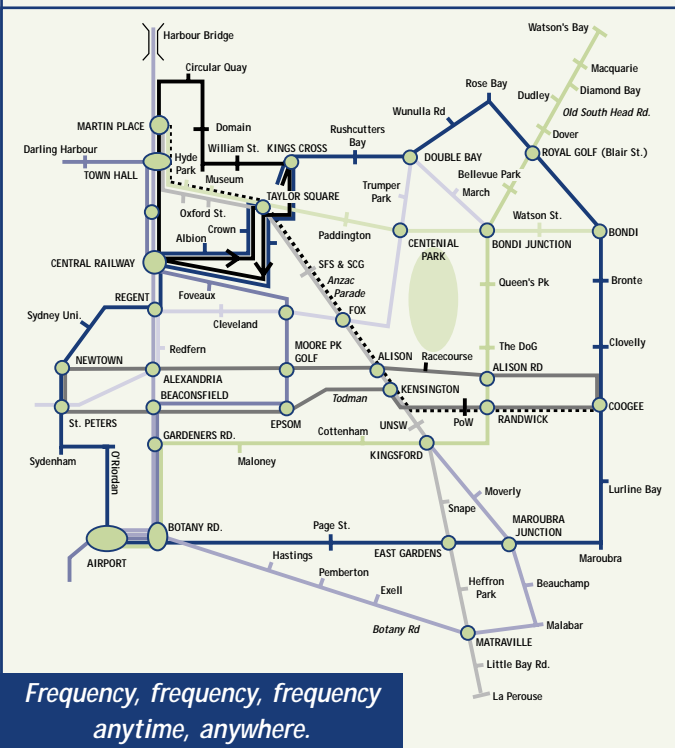 Watson's Bay
Harbour Bridge
Circular Quay
Macquarie
Rose Bay
Diamond Bay
Dudley
Wunulla Rd
Old South Head Rd.
MARTIN PLACE
Domain
Rushcutters
Bay
Dover
William St.
KINGS CROSS
Darling Harbour
Hyde
Park
DOUBLE BAY
ROYAL GOLF (Blair St.)
TOWN HALL
Museum
Bellevue Park
Trumper
Park
March
TAYLOR SQUARE
Oxford St.
Watson St.
Crown
Paddington
CENTENIAL
PARK
BONDI JUNCTION
BONDI
Albion
CENTRAL RAILWAY
SFS & SCG
Anzac
Parade
Queen's Pk
Bronte
REGENT
Foveaux
FOX
Sydney Uni.
Cleveland
Redfern
MOORE PK
GOLF
The DoG
Clovelly
NEWTOWN
ALISON
Racecourse
ALISON RD
ALEXANDRIA
KENSINGTON
BEACONSFIELD
Todman
COOGEE
St. PETERS
EPSOM
UNSW
PoW
RANDWICK
GARDENERS RD.
Cottenham
KINGSFORD
Sydenham
O'Riordan
Maloney
Moverly
Lurline Bay
Snape
BOTANY RD.
Page St.
MAROUBRA
JUNCTION
AIRPORT
EAST GARDENS
Maroubra
Hastings
Pemberton
Heffron
Park
Beauchamp
Exell
Botany Rd
Malabar
MATRAVILLE
Little Bay Rd.
La Perouse
Frequency, frequency, frequency
anytime, anywhere.